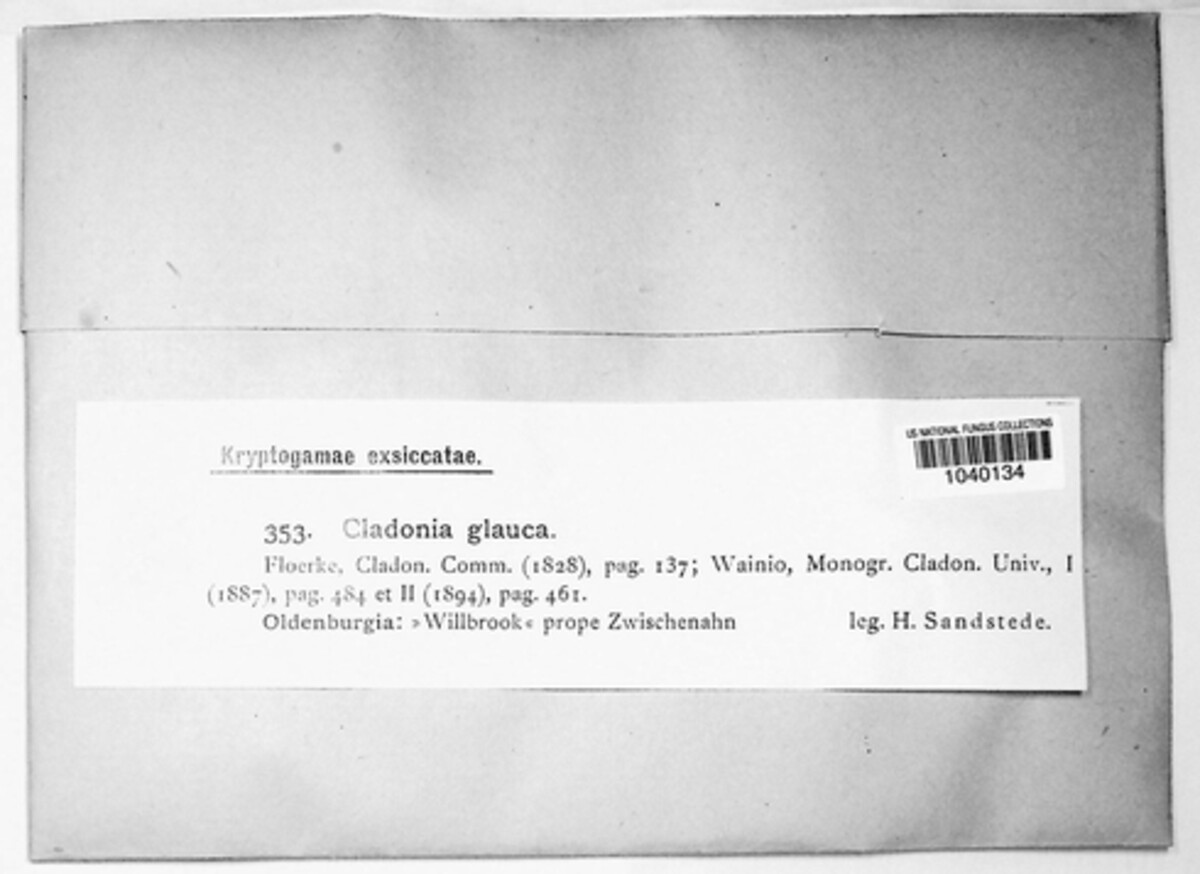 US NATIONAL FUNGUS COLLECTIONS
1040134
Kryptogamae exsiccatae.
353. Cladonia glauca.
Floerke, Cladon. Comm. (1828), pag. 137; Wainio, Monogr. Cladon. Univ., I
(1887), pag. 484 et II (1894), pag. 461.
Oldenburgia: »Willbrook« prope Zwischenahn leg. H. Sandstede.